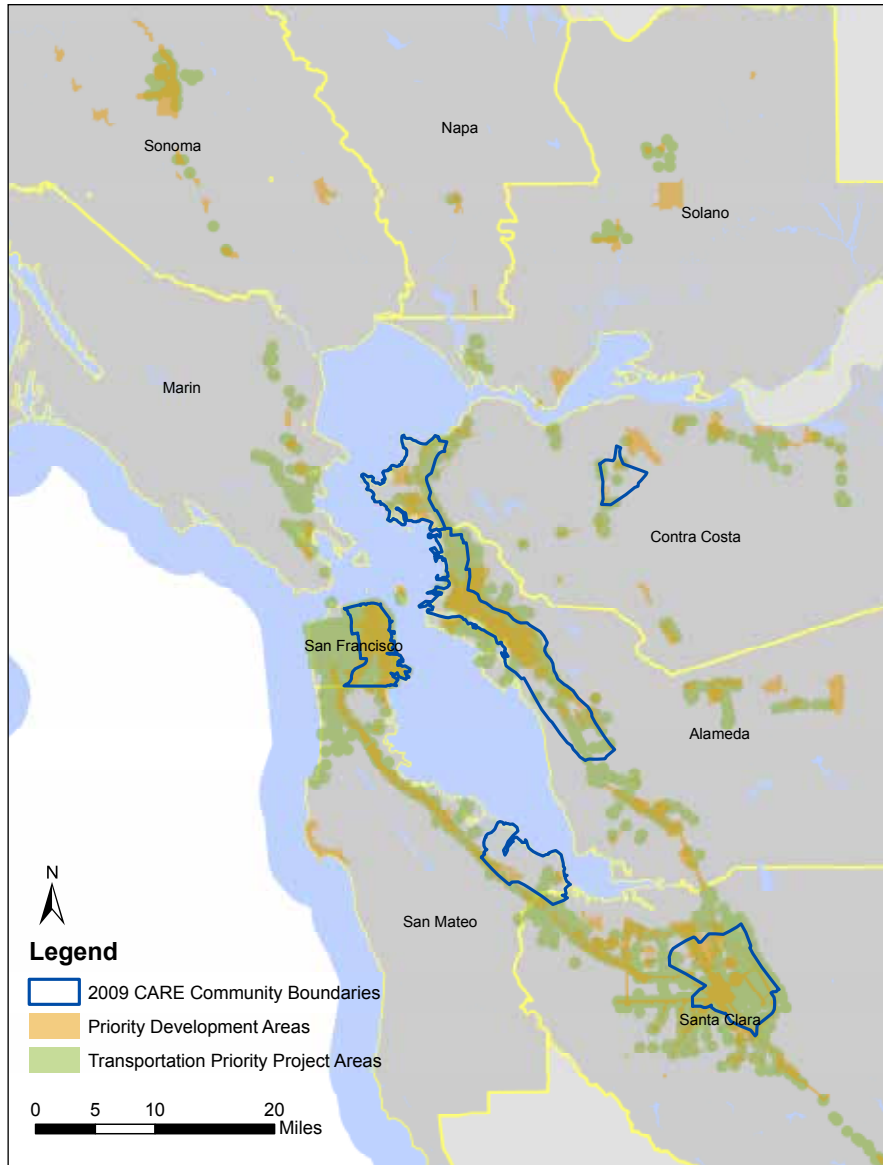 Napa
Sonoma
Solano
Marin
Contra Costa
San Francisco
Alameda
N
San Mateo
Legend
2009 CARE Community Boundaries
Priority Development Areas
Santa Clara
Transportation Priority Project Areas
0 5 10 20
Miles